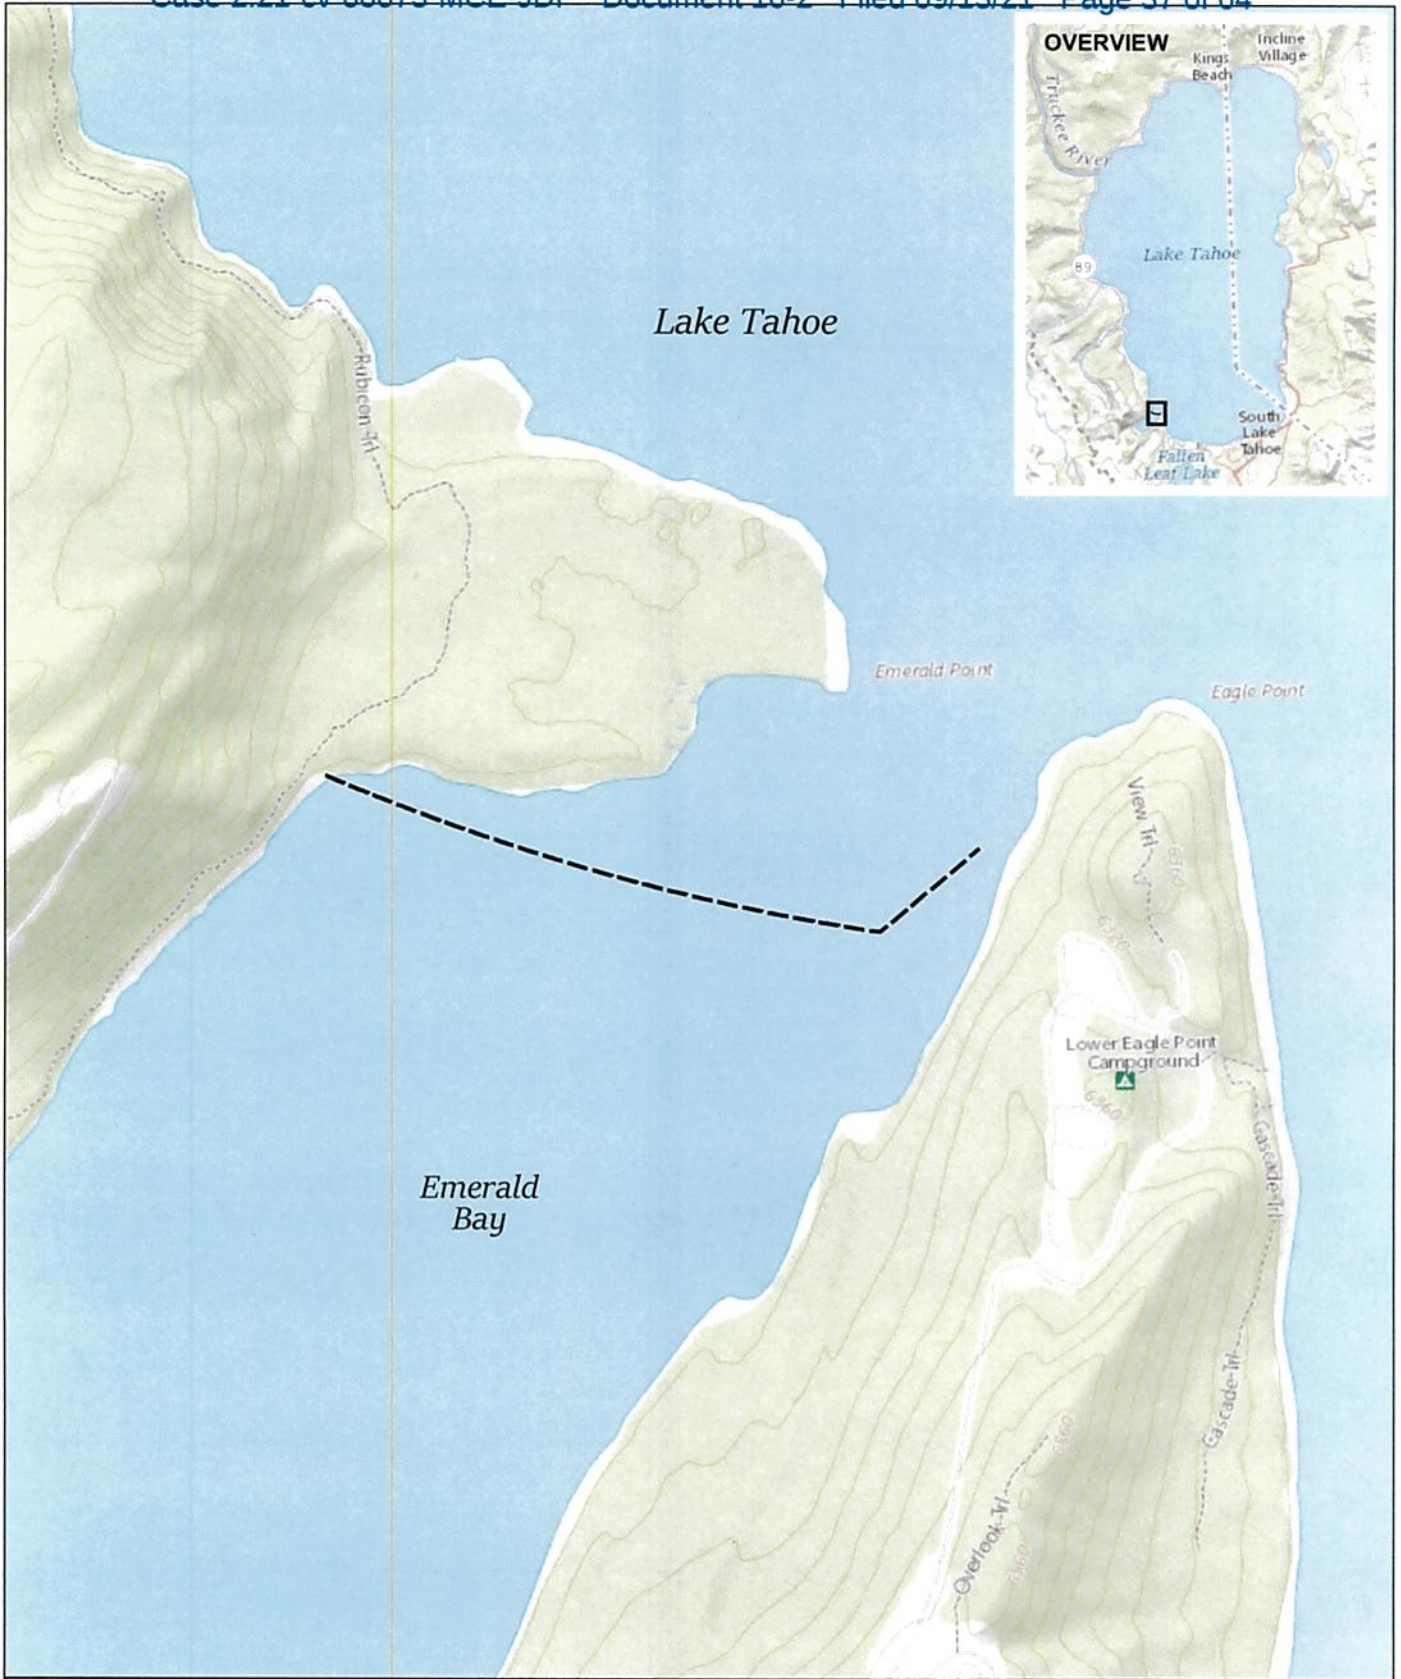 OVERVIEW
Incline
Village
Kings
Beach
Truckee River
Lake Tahoe
89
South
Lake
Tahoe
Fallen
Leaf Lake
Lake Tahoe
Rubicon Trl
Emerald Point
Eagle Point
View Trl
6360
6320
Lower Eagle Point
Campground
6360
Cascade Trl
Emerald
Bay
Cascade Trl
6360
Overlook Trl
6360